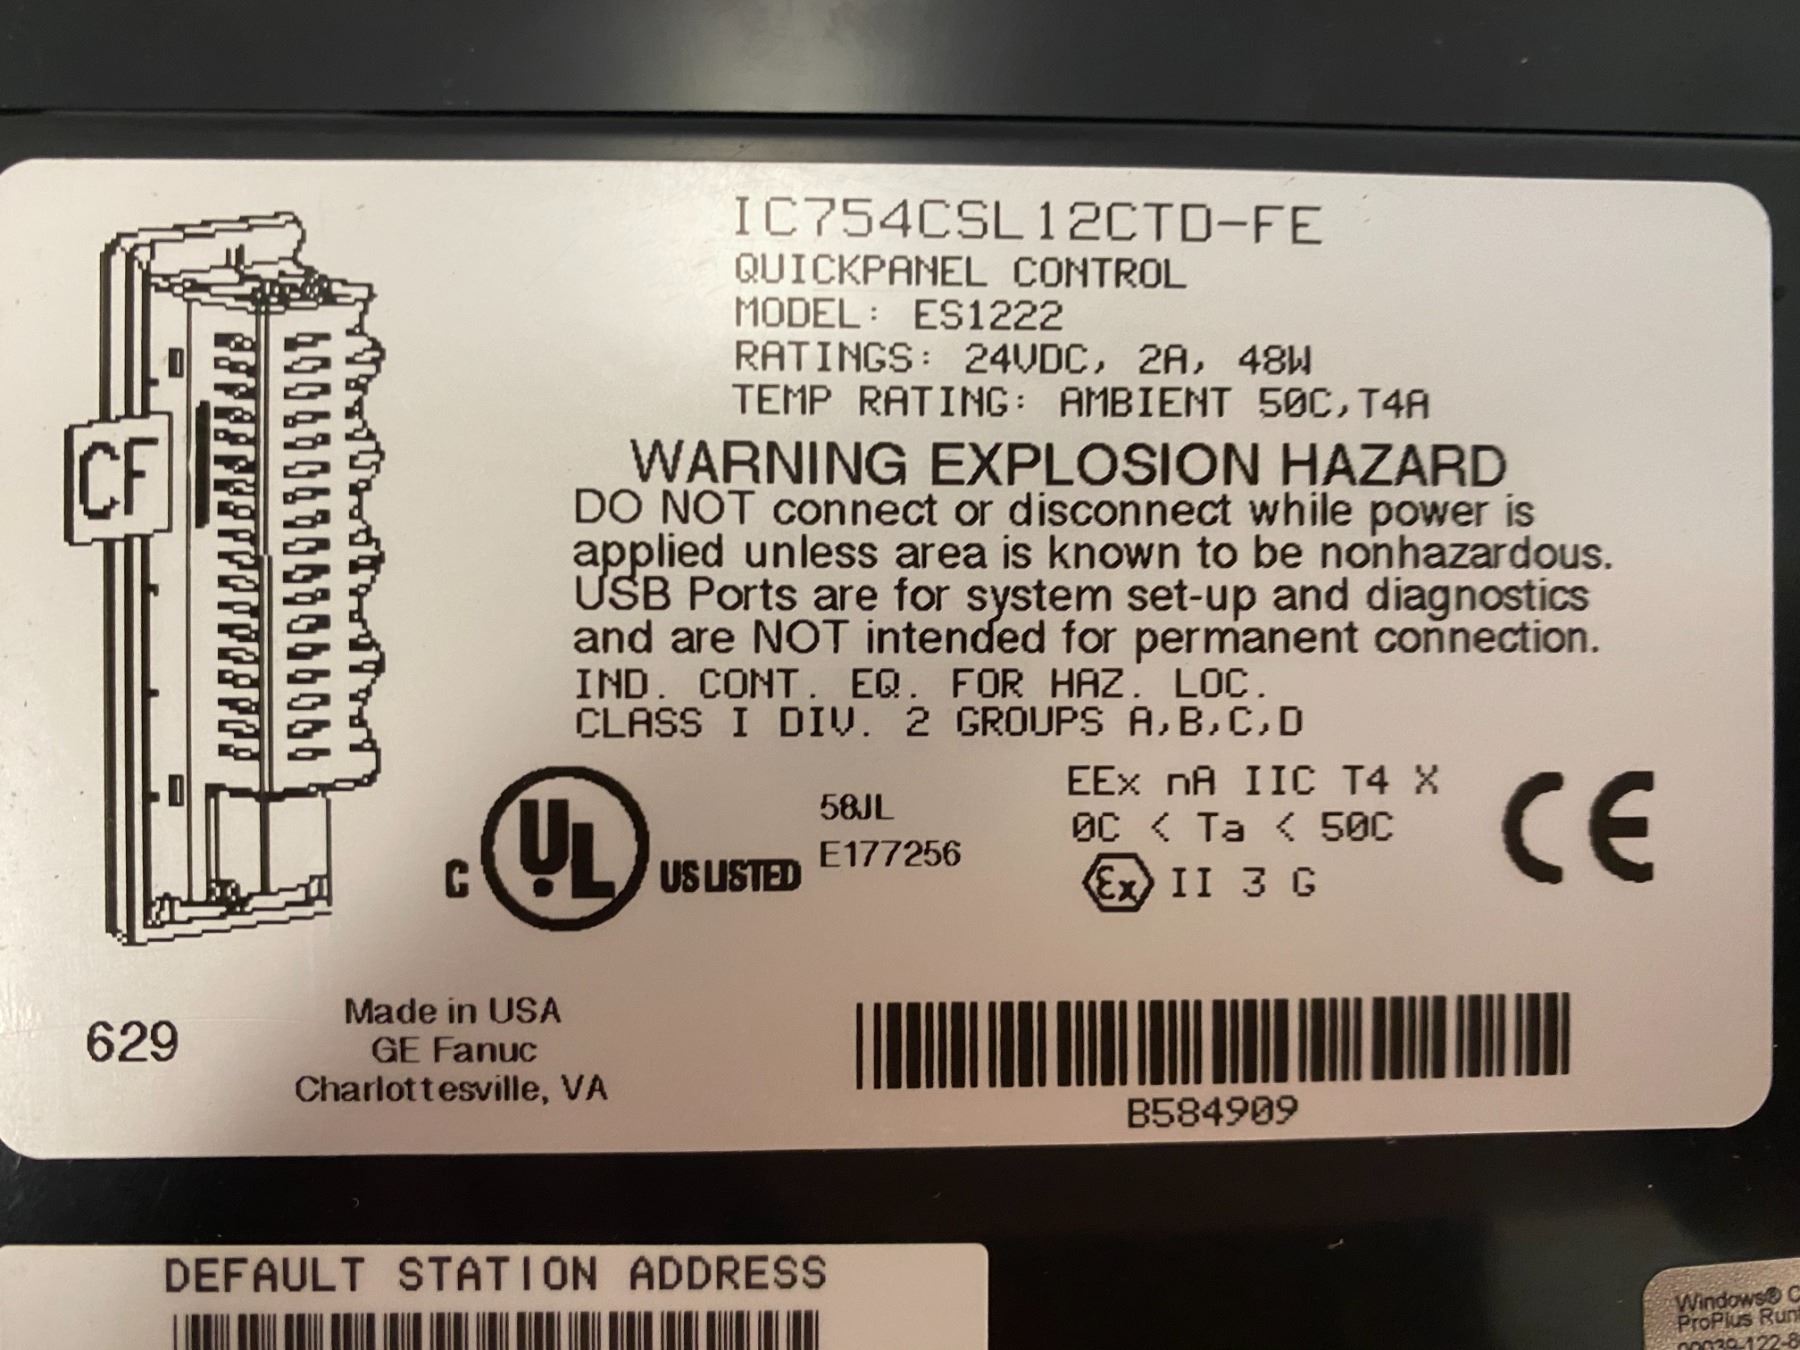 IC754CSL12CTD-FE
QUICKPANEL CONTROL
MODEL: ES1222
RATINGS: 24VDC, 2A, 48W
TEMP RATING: AMBIENT 50C,T4A
CF
WARNING EXPLOSION HAZARD
DO NOT connect or disconnect while power is
applied unless area is known to be nonhazardous.
USB Ports are for system set-up and diagnostics
and are NOT intended for permanent connection.
IND. CONT. EQ. FOR HAZ. LOC.
CLASS I DIV. 2 GROUPS A,B,C,D
C UL US LISTED
58JL
E177256
EEx nA IIC T4 X
0C < Ta < 50C
Ex II 3 G
CE
629
Made in USA
GE Fanuc
Charlottesville, VA
B584909
DEFAULT STATION ADDRESS
Windows® C
ProPlus Run